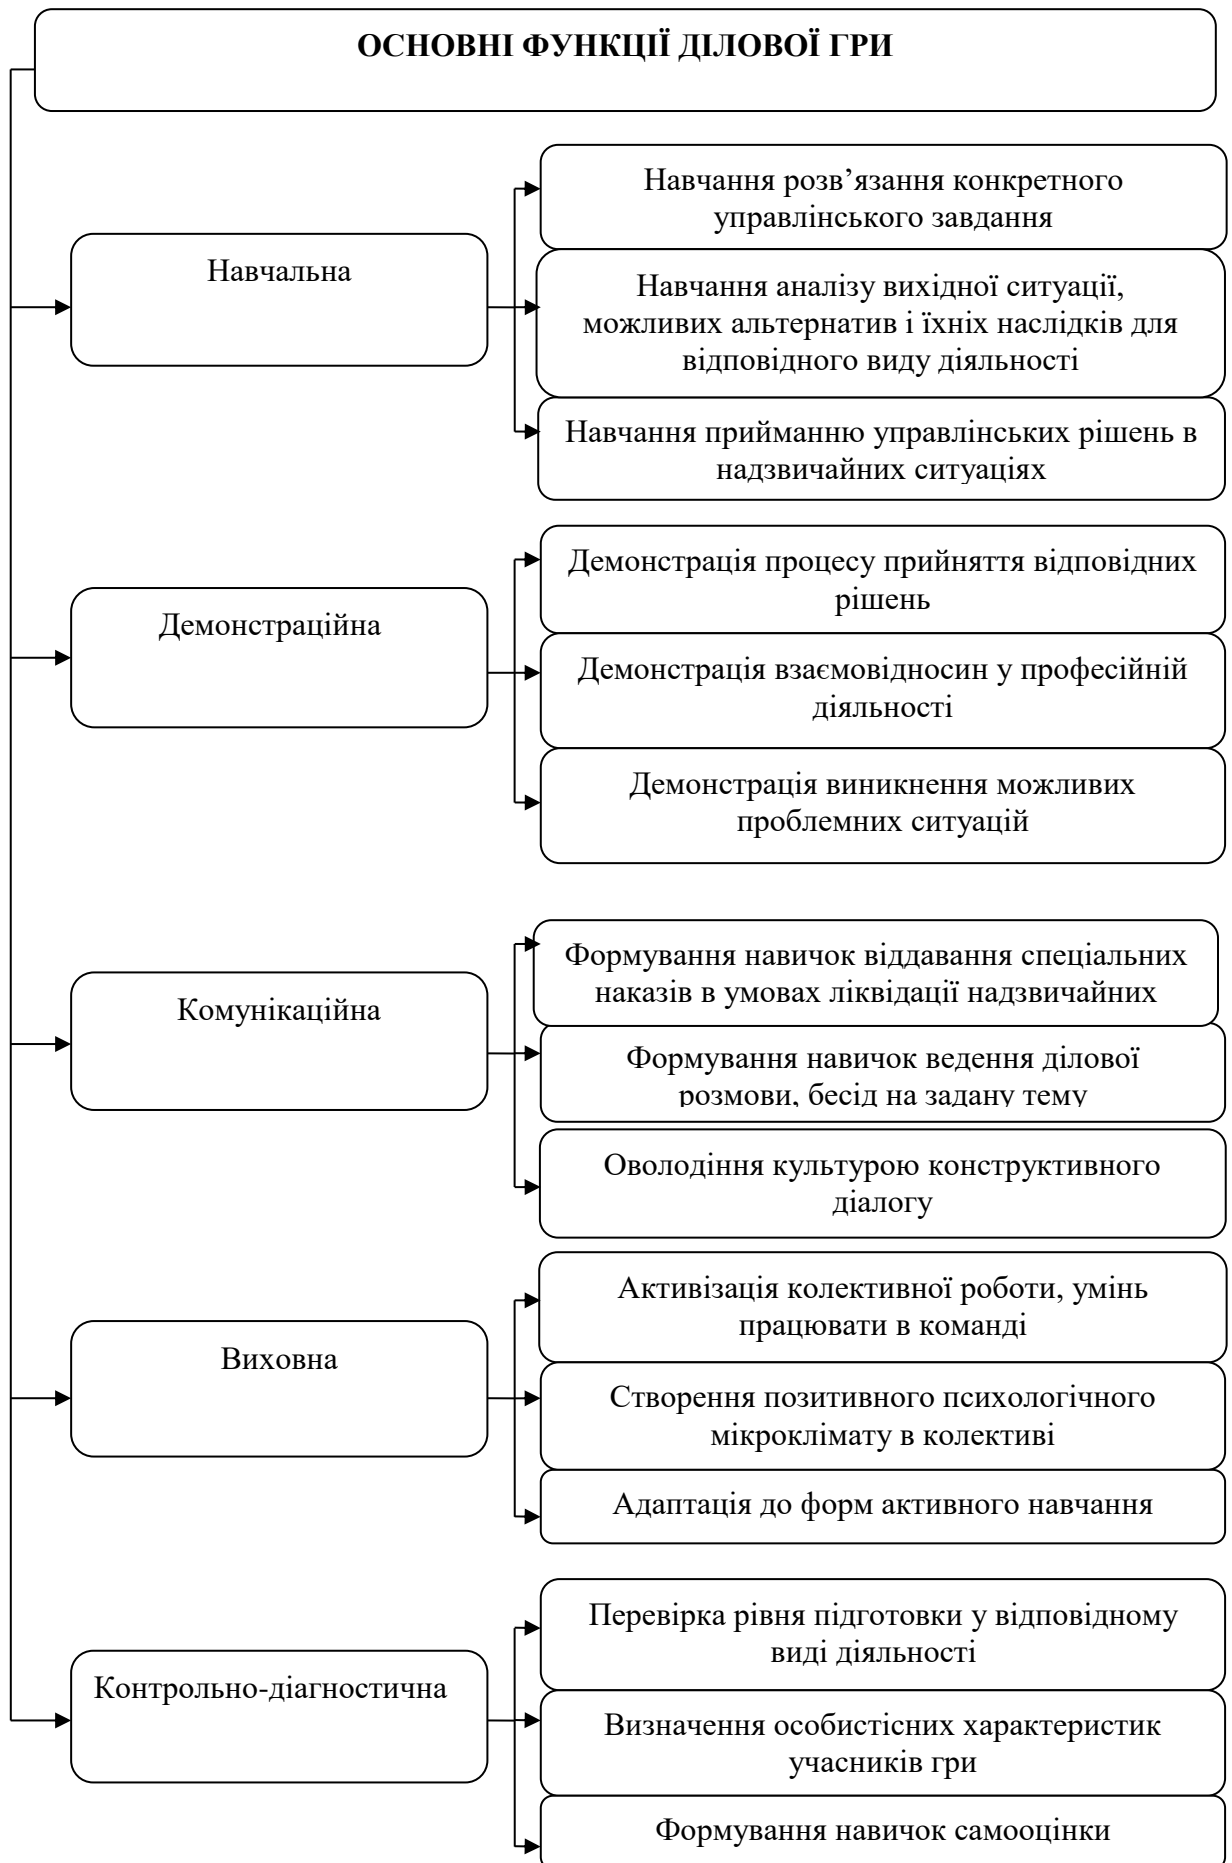 ОСНОВНІ ФУНКЦІЇ ДІЛОВОЇ ГРИ
Навчальна
Навчання розв’язання конкретного
управлінського завдання
Навчання аналізу вихідної ситуації,
можливих альтернатив і їхніх наслідків для
відповідного виду діяльності
Навчання прийманню управлінських рішень в
надзвичайних ситуаціях
Демонстраційна
Демонстрація процесу прийняття відповідних
рішень
Демонстрація взаємовідносин у професійній
діяльності
Демонстрація виникнення можливих
проблемних ситуацій
Комунікаційна
Формування навичок віддавання спеціальних
наказів в умовах ліквідації надзвичайних
Формування навичок ведення ділової
розмови, бесід на задану тему
Оволодіння культурою конструктивного
діалогу
Виховна
Активізація колективної роботи, умінь
працювати в команді
Створення позитивного психологічного
мікроклімату в колективі
Адаптація до форм активного навчання
Контрольно-діагностична
Перевірка рівня підготовки у відповідному
виді діяльності
Визначення особистісних характеристик
учасників гри
Формування навичок самооцінки